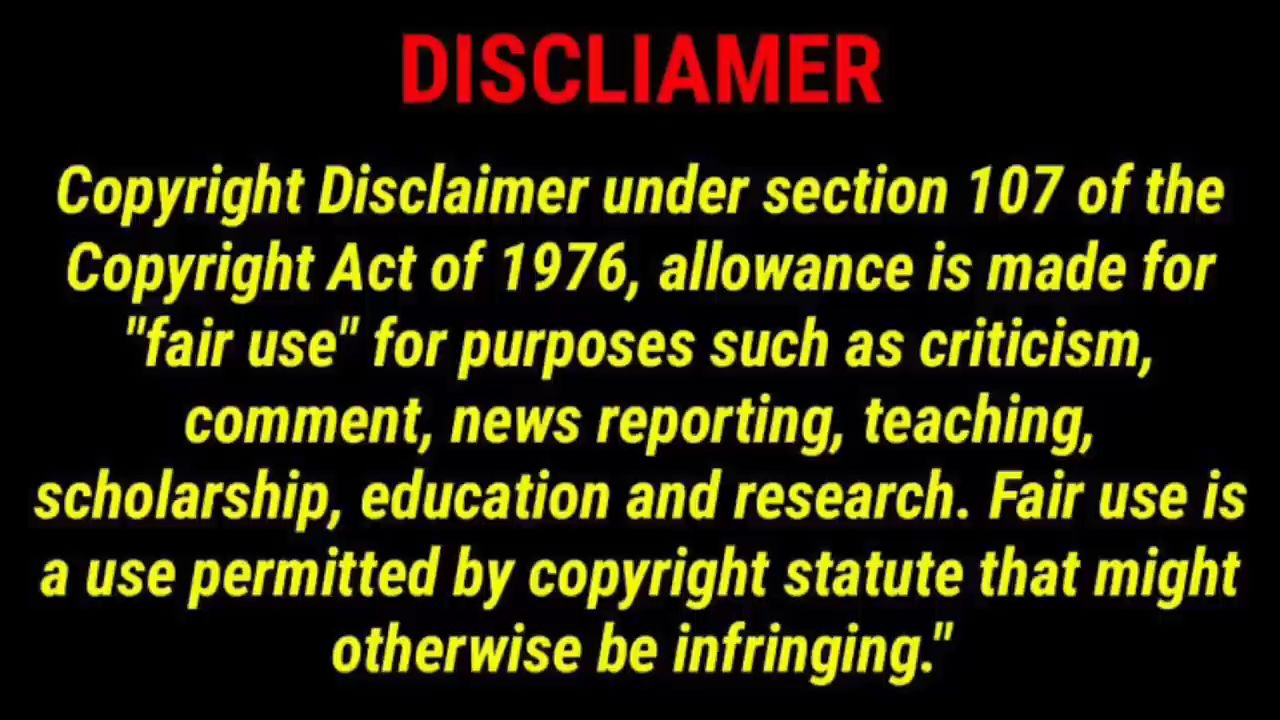 DISCLIAMER
Copyright Disclaimer under section 107 of the
Copyright Act of 1976, allowance is made for
"fair use" for purposes such as criticism,
comment, news reporting, teaching,
scholarship, education and research. Fair use is
a use permitted by copyright statute that might
otherwise be infringing."